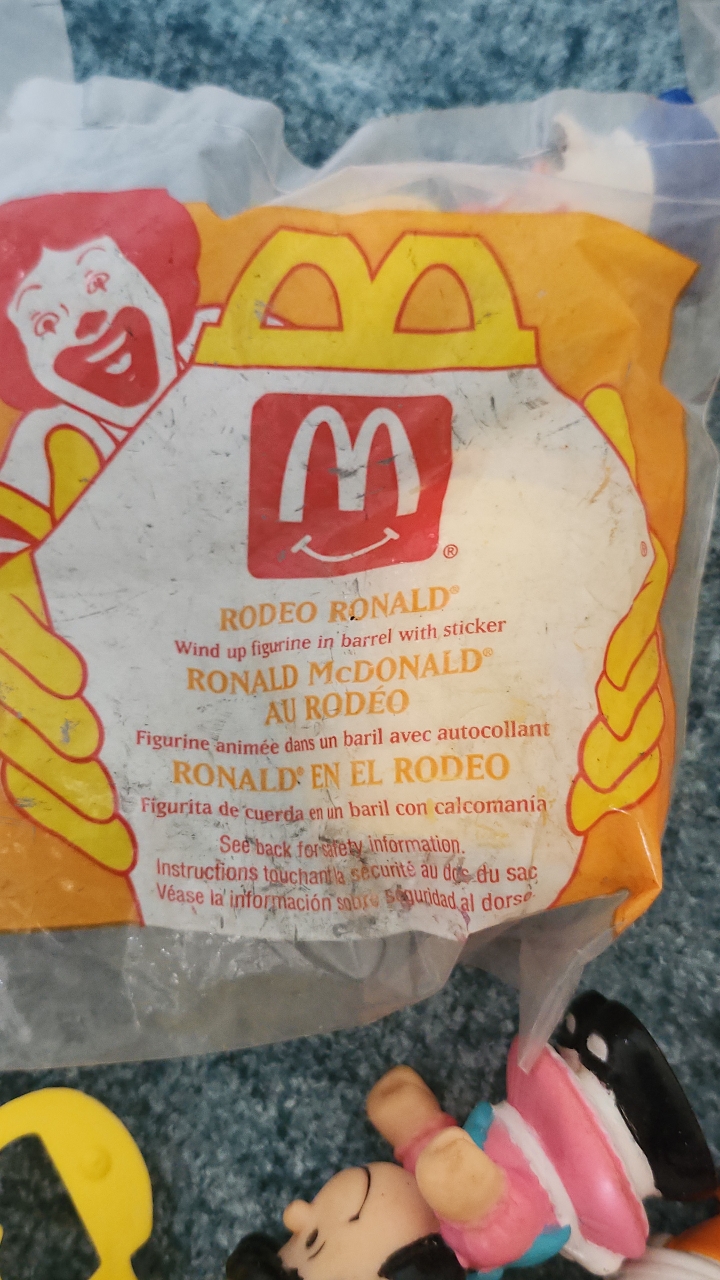 M
®
RODEO RONALD®
Wind up figurine in barrel with sticker
RONALD McDONALD®
AU RODÉO
Figurine animée dans un baril avec autocollant
RONALD® EN EL RODEO
Figurita de cuerda en un baril con calcomanía
See back for safety information.
Instructions touchant la sécurité au dos du sac
Véase la información sobre seguridad al dorso.